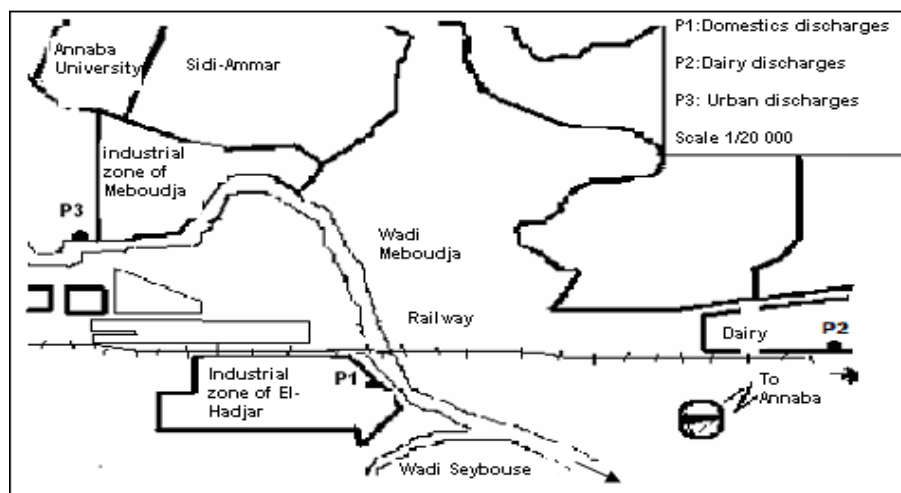 P1:Domestics discharges
P2:Dairy discharges
P3: Urban discharges
Scale 1/20 000
Annaba
University
Sidi-Ammar
industrial
zone of
Meboudja
P3
Wadi
Meboudja
Railway
Dairy
P2
Industrial
zone of El-
Hadjar
P1
To
Annaba
Wadi Seybouse